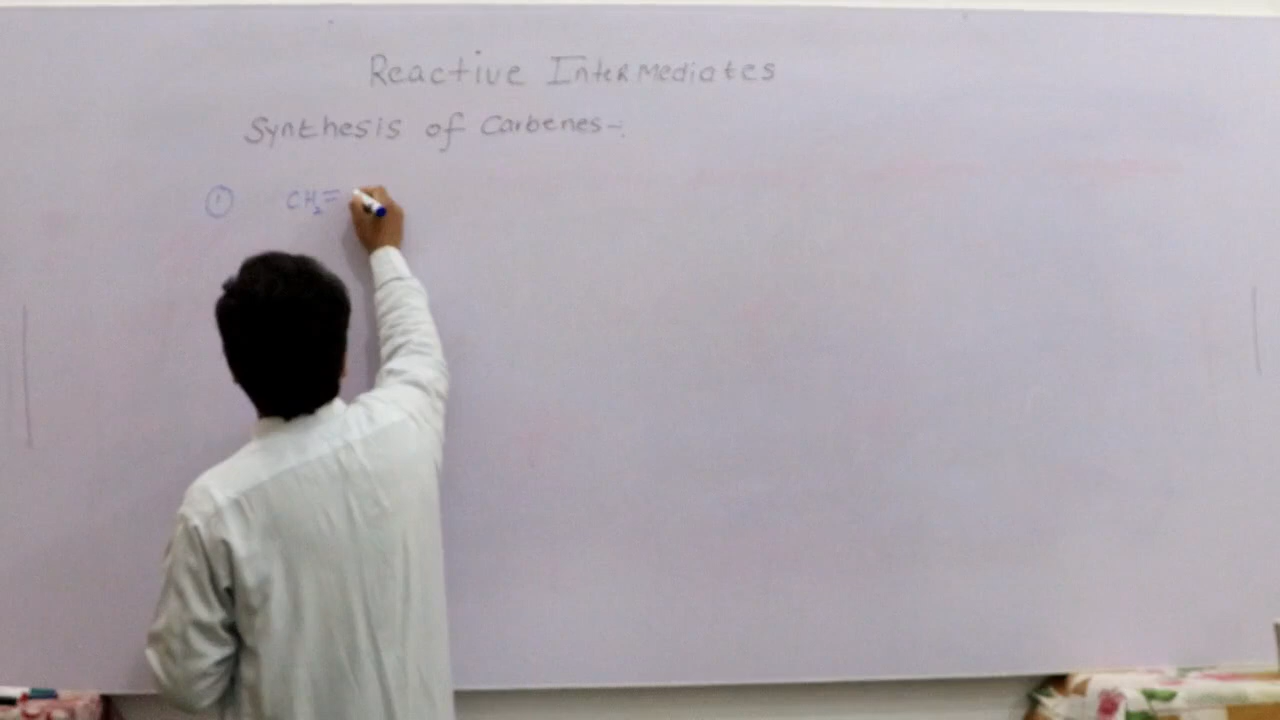 Reactive Intermediates
Synthesis of Carbenes-:
① CH₂=